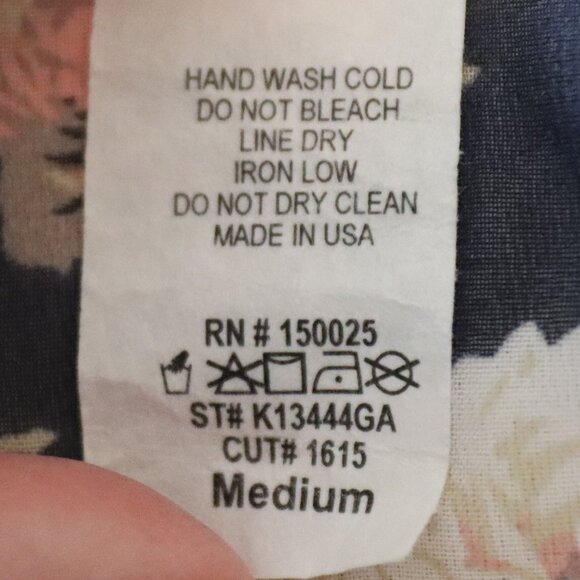 HAND WASH COLD
DO NOT BLEACH
LINE DRY
IRON LOW
DO NOT DRY CLEAN
MADE IN USA
RN # 150025
ST# K13444GA
CUT# 1615
Medium